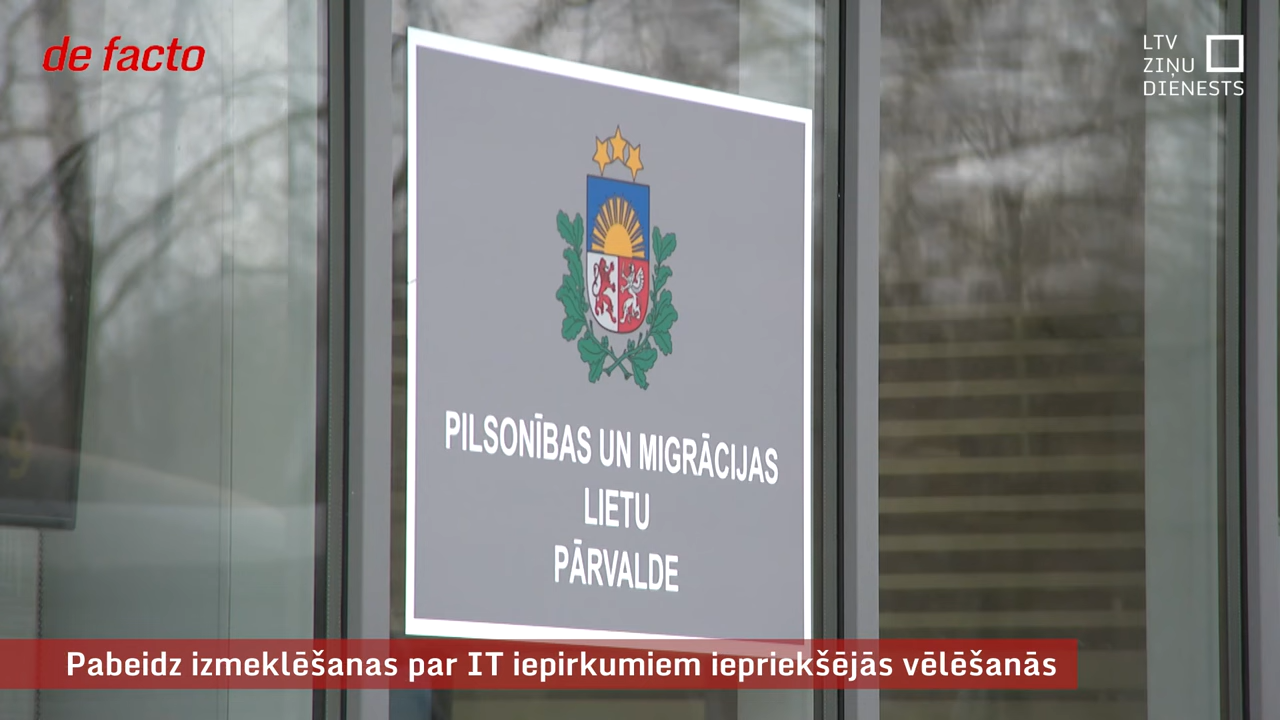 de facto
LTV
ZIŅU
DIENESTS
PILSONĪBAS UN MIGRĀCIJAS
LIETU
PĀRVALDE
Pabeidz izmeklēšanas par IT iepirkumiem iepriekšējās vēlēšanās